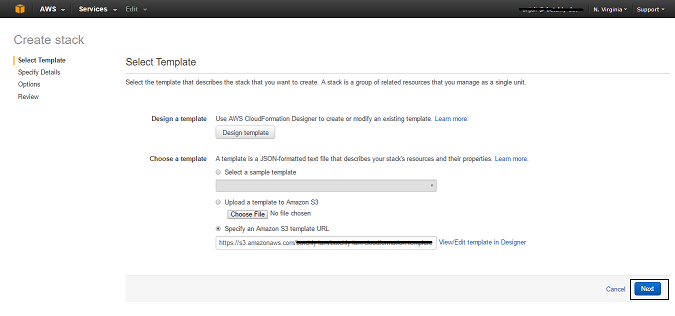 AWS Services Edit N. Virginia Support
Create stack
Select Template
Specify Details
Options
Review
Select Template
Select the template that describes the stack that you want to create. A stack is a group of related resources that you manage as a single unit.
Design a template Use AWS CloudFormation Designer to create or modify an existing template. Learn more.
Design template
Choose a template A template is a JSON-formatted text file that describes your stack's resources and their properties. Learn more.
Select a sample template
Upload a template to Amazon S3
Choose File No file chosen
Specify an Amazon S3 template URL
https://s3.amazonaws.com/ View/Edit template in Designer
Cancel Next